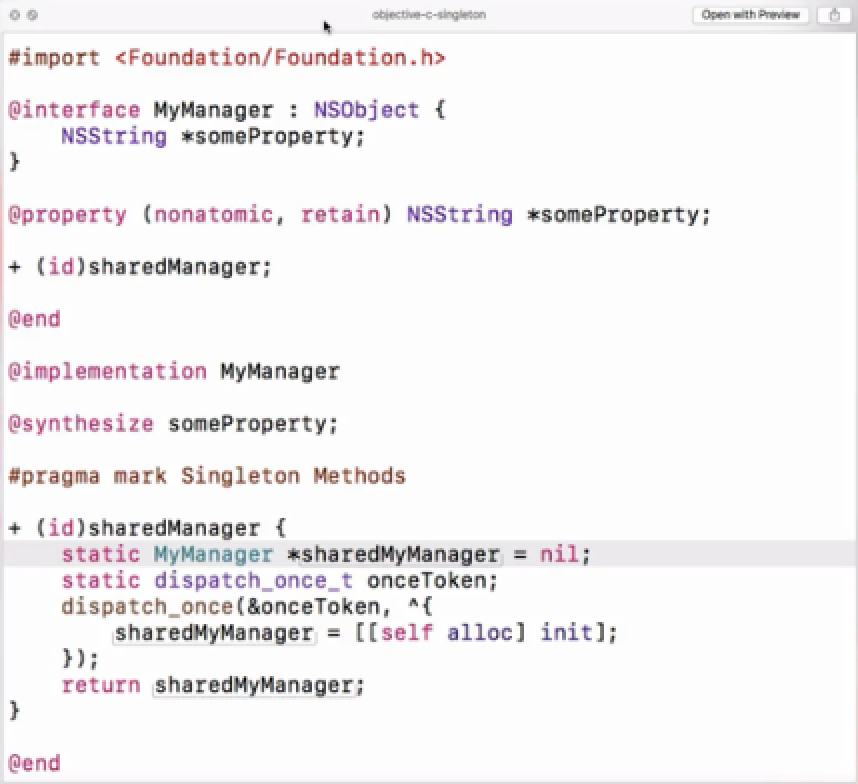 objective-c-singleton
Open with Preview
#import <Foundation/Foundation.h>
@interface MyManager : NSObject {
    NSString *someProperty;
}
@property (nonatomic, retain) NSString *someProperty;
+ (id)sharedManager;
@end
@implementation MyManager
@synthesize someProperty;
#pragma mark Singleton Methods
+ (id)sharedManager {
    static MyManager *sharedMyManager = nil;
    static dispatch_once_t onceToken;
    dispatch_once(&onceToken, ^{
        sharedMyManager = [[self alloc] init];
    });
    return sharedMyManager;
}
@end